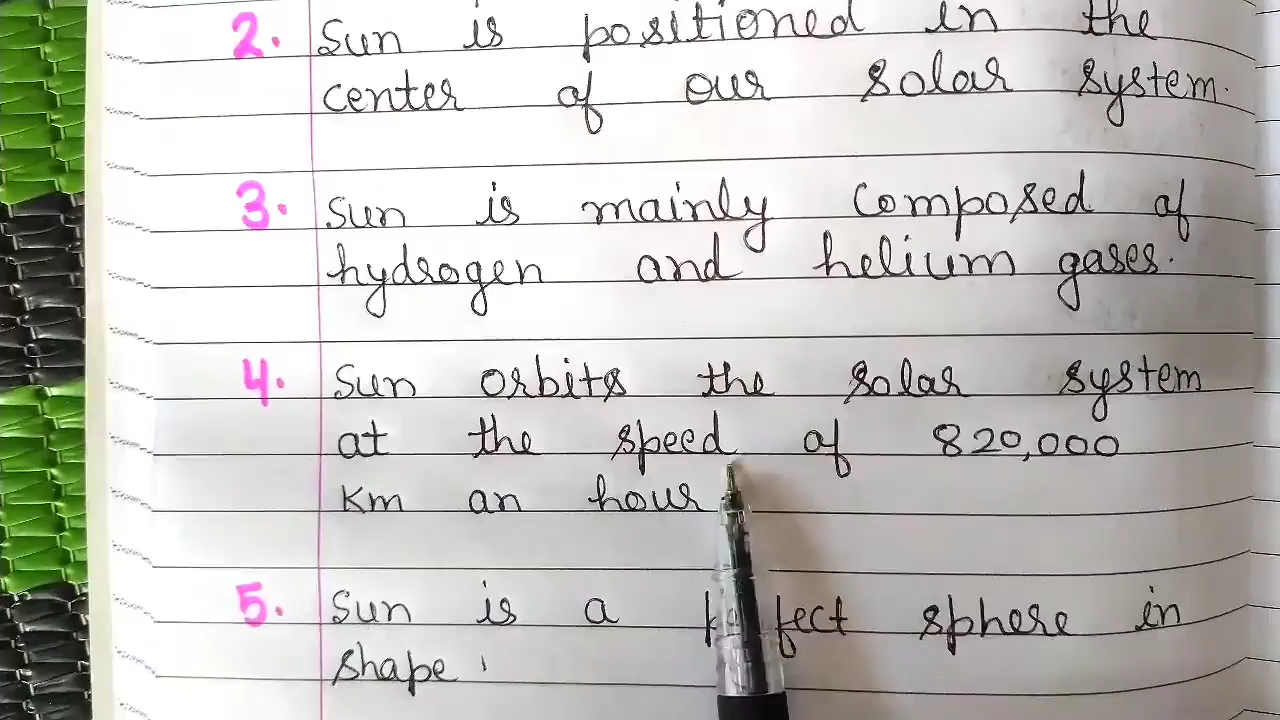 2. Sun is positioned in the
center of our solar system.
3. Sun is mainly composed of
hydrogen and helium gases.
4. Sun orbits the solar system
at the speed of 820,000
Km an hour
5. Sun is a sphere in
shape.